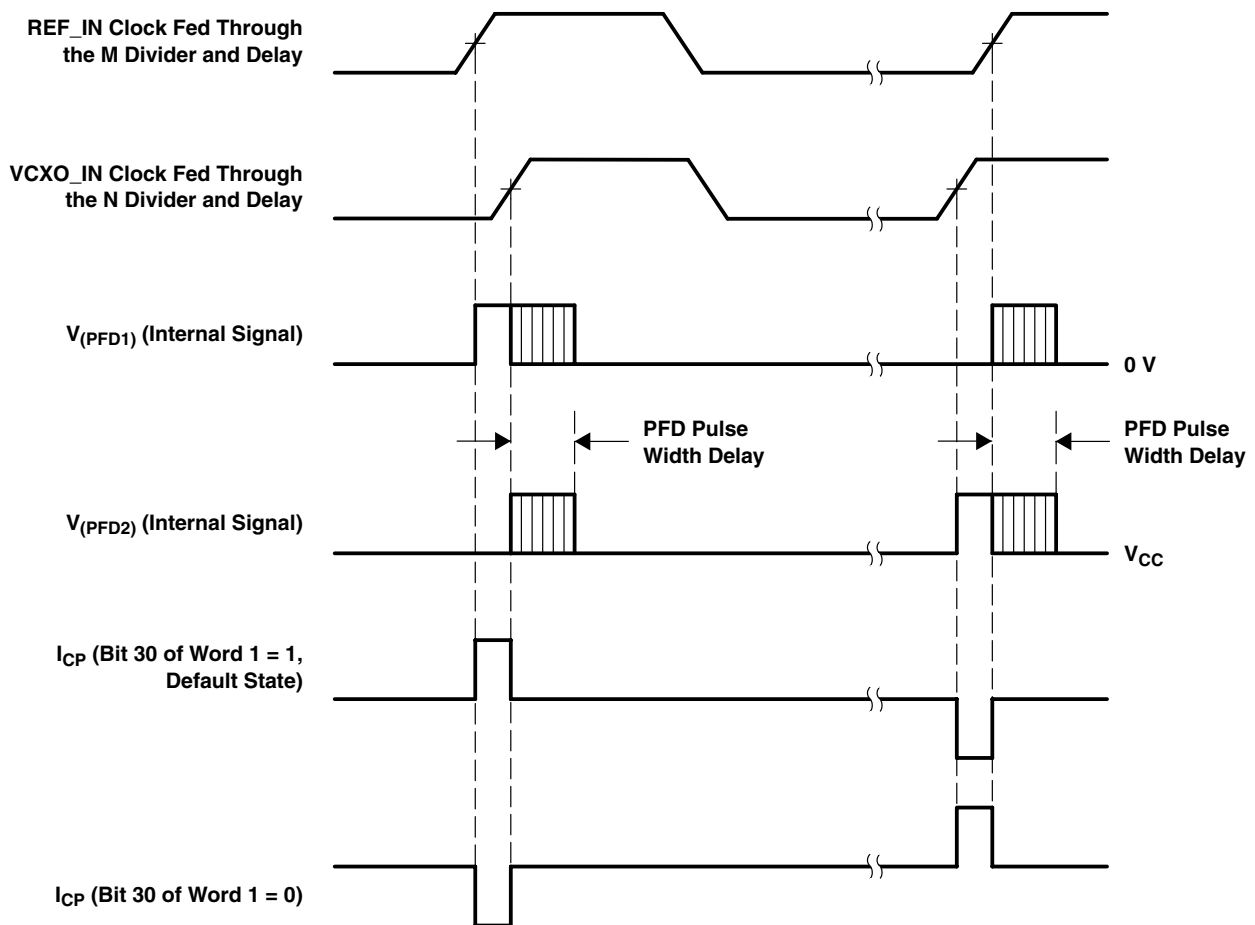 REF_IN Clock Fed Through
the M Divider and Delay
VCXO_IN Clock Fed Through
the N Divider and Delay
V(PFD1) (Internal Signal)
0 V
PFD Pulse
Width Delay
PFD Pulse
Width Delay
V(PFD2) (Internal Signal)
VCC
ICP (Bit 30 of Word 1 = 1,
Default State)
ICP (Bit 30 of Word 1 = 0)